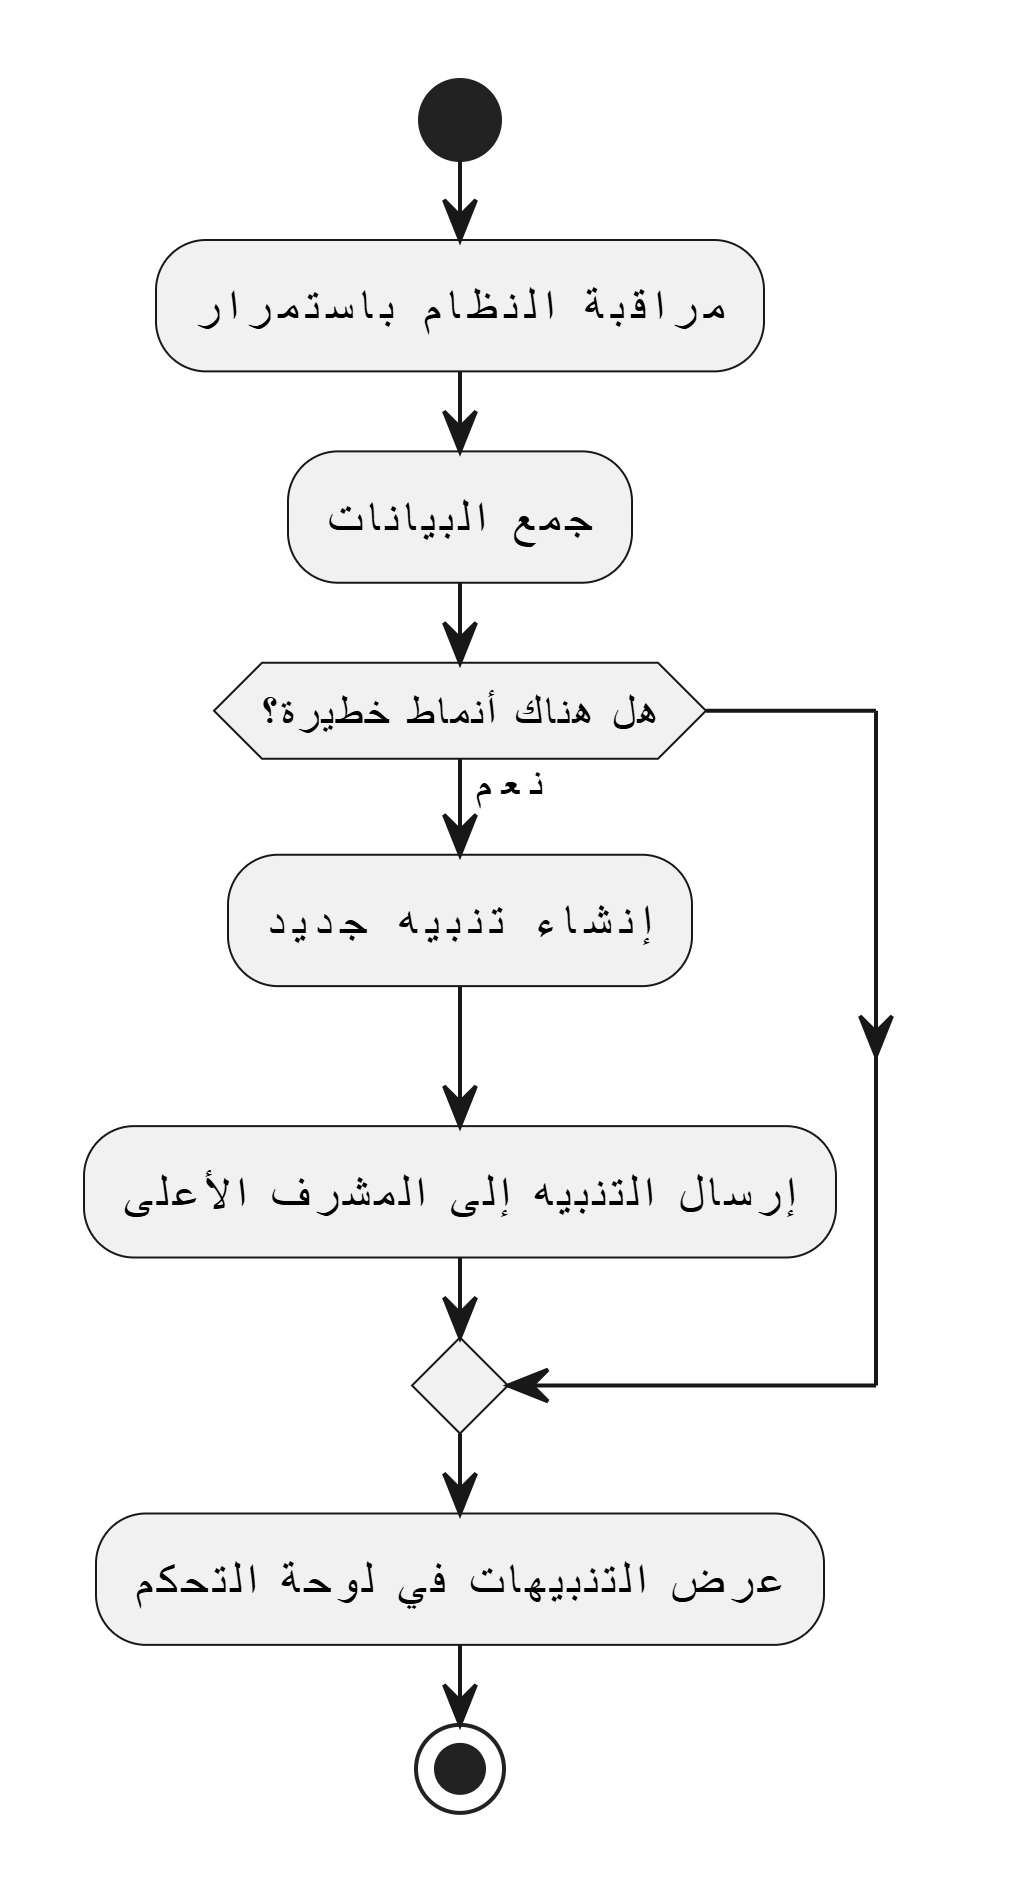 مراقبة النظام باستمرار
جمع البيانات
هل هناك أنماط خطيرة؟
نعم
إنشاء تنبيه جديد
إرسال التنبيه إلى المشرف الأعلى
عرض التنبيهات في لوحة التحكم